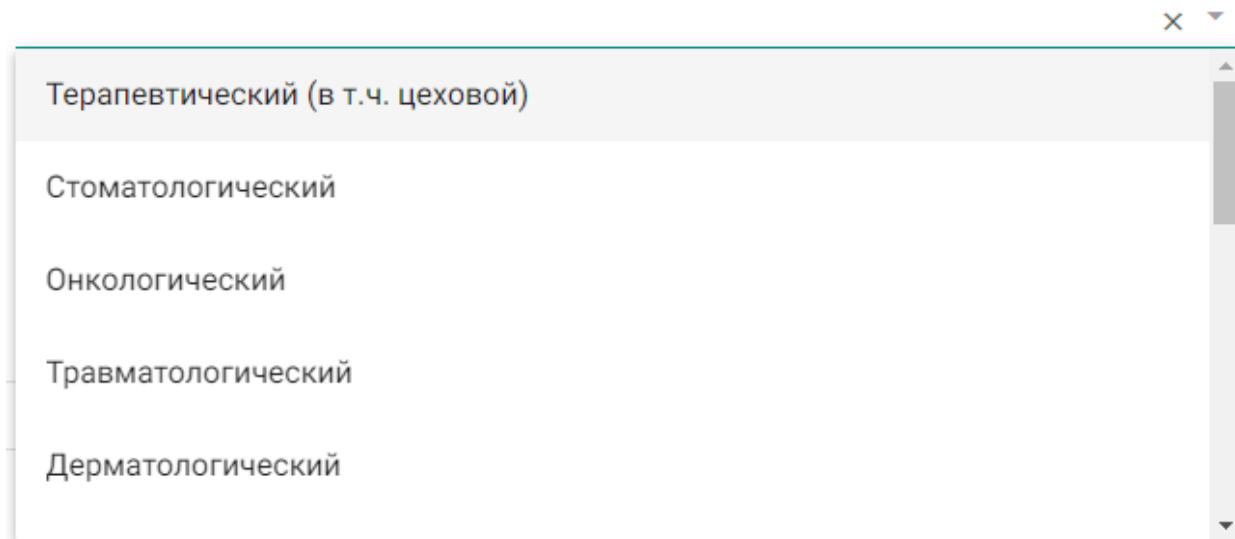 Терапевтический (в т.ч. цеховой)
Стоматологический
Онкологический
Травматологический
Дерматологический